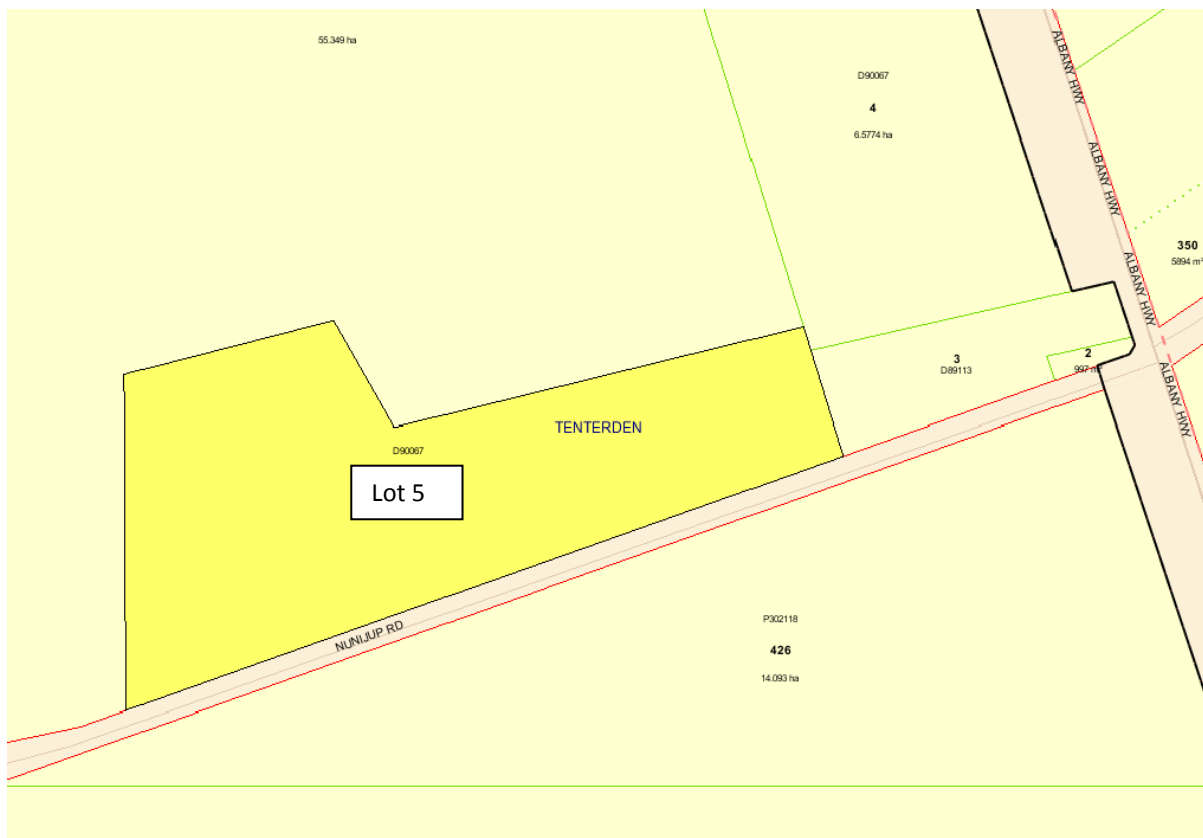 55.349 ha
ALBANY HWY
D90067
4
6.5774 ha
ALBANY HWY
350
5894 m²
ALBANY HWY
2
997 m²
3
D89113
ALBANY HWY
TENTERDEN
D90067
Lot 5
NUNIJUP RD
P302118
426
14.093 ha